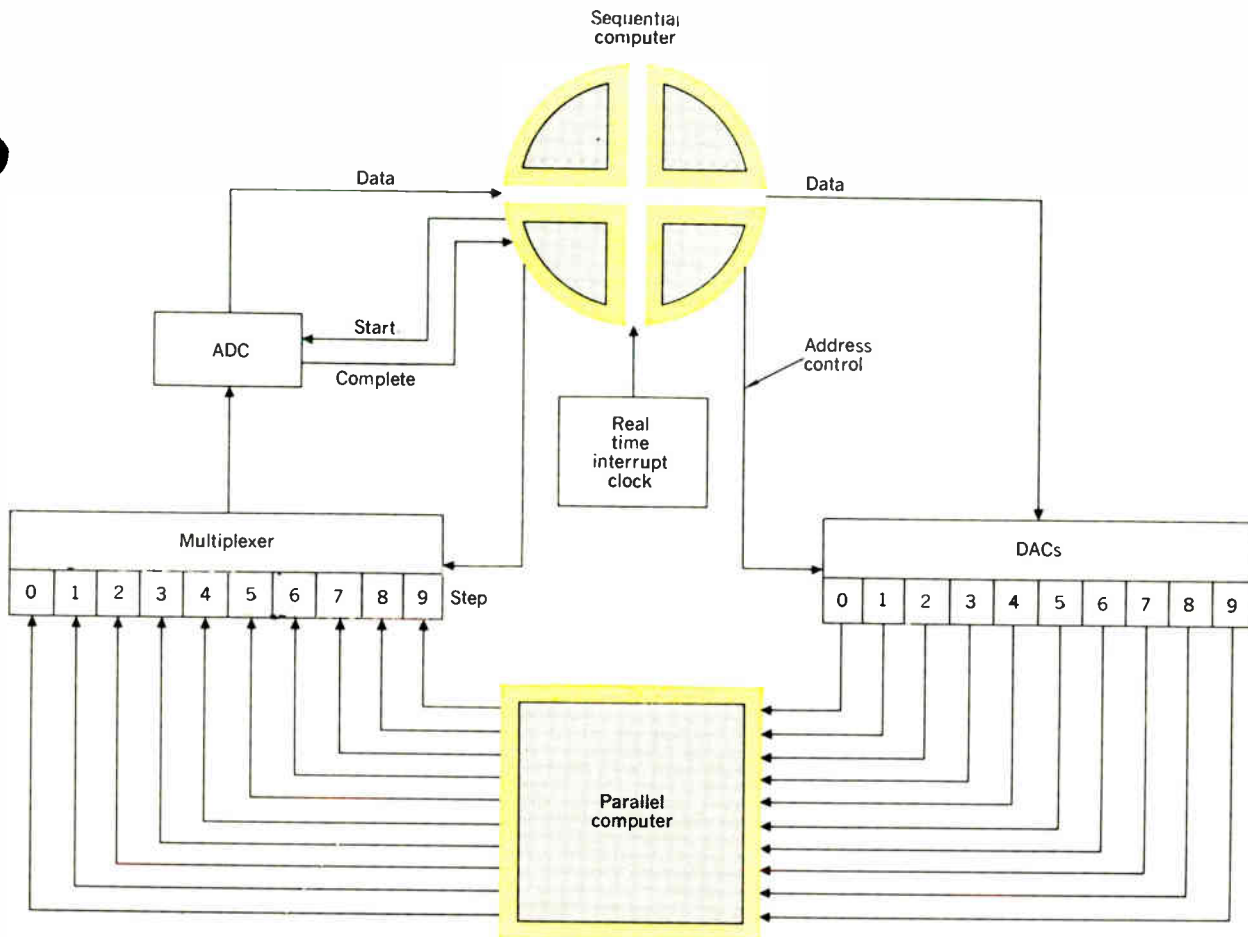 Sequential
computer
Data
Data
Start
ADC
Complete
Address
control
Real
time
interrupt
clock
Multiplexer
DACs
0 1 2 3 4 5 6 7 8 9 Step
0 1 2 3 4 5 6 7 8 9
Parallel
computer